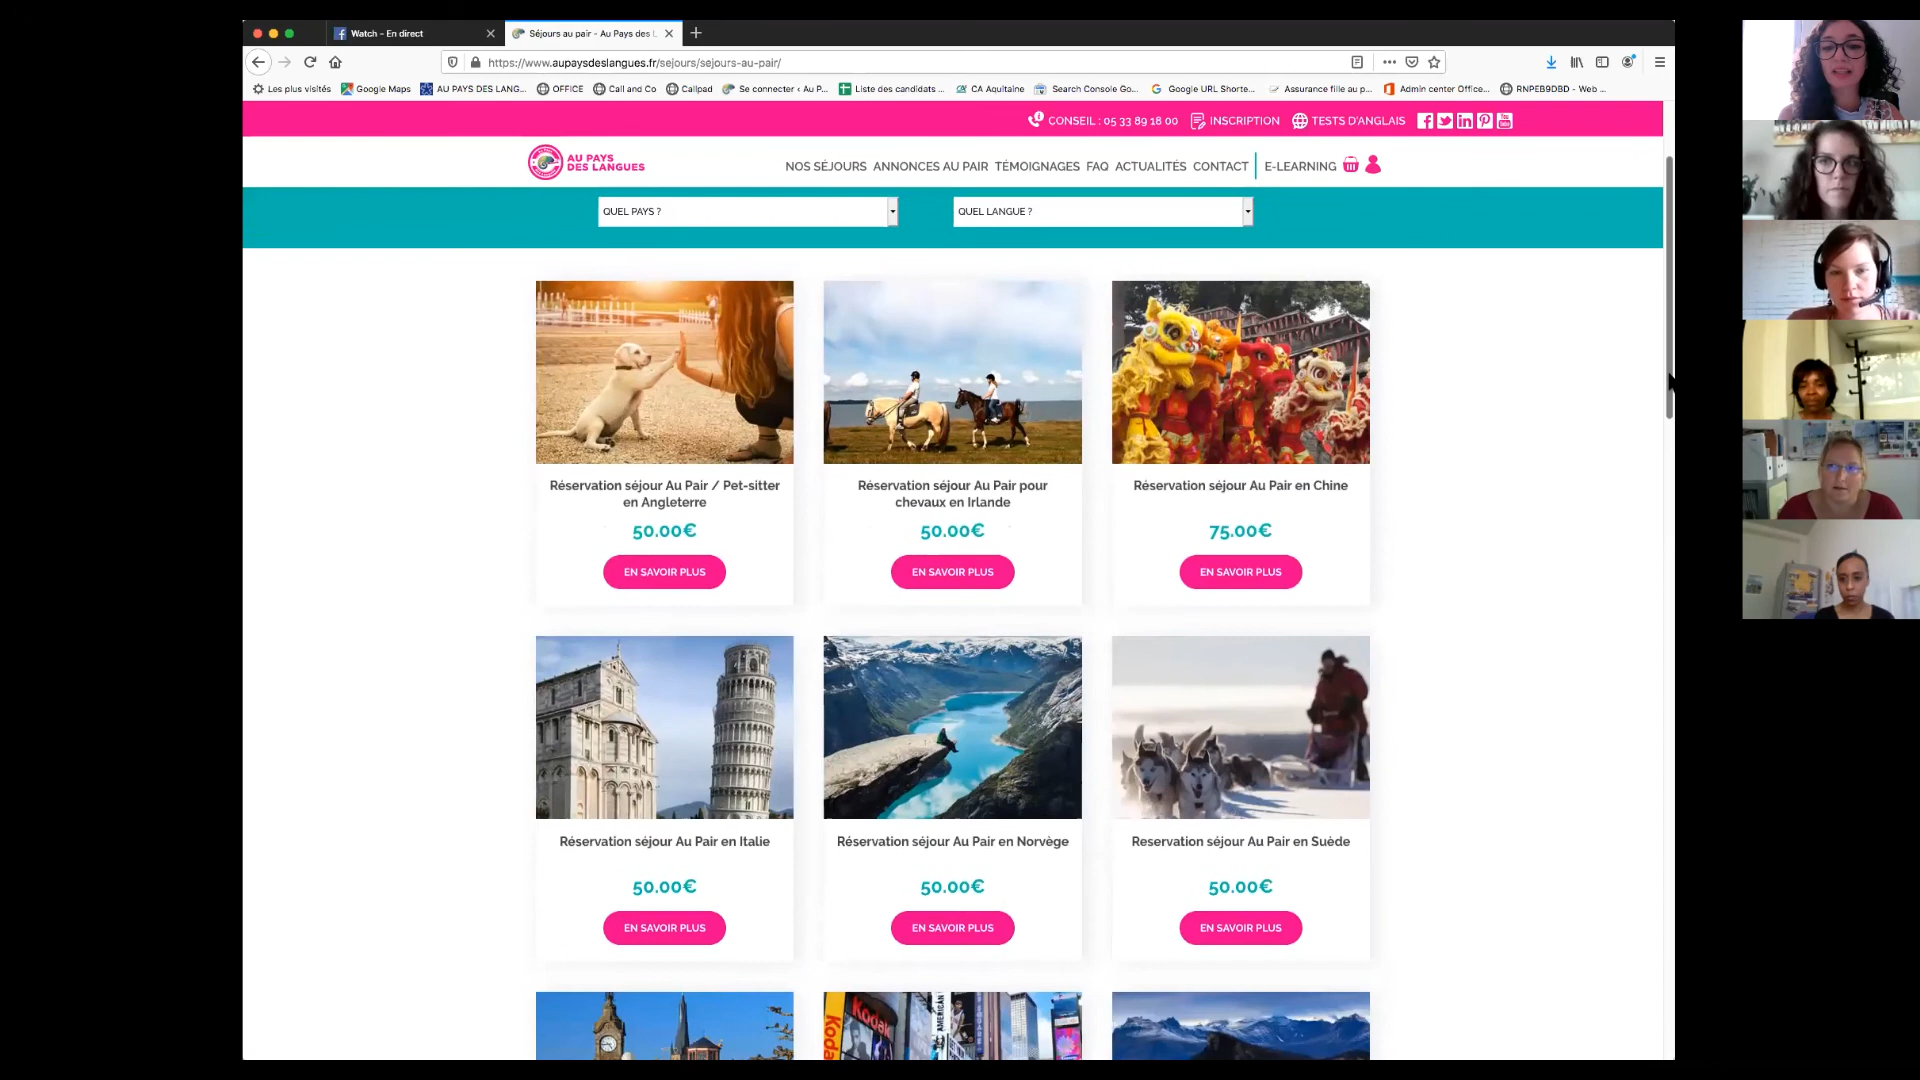 Watch - En direct
Séjours au pair - Au Pays des L
https://www.aupaysdeslangues.fr/sejours/sejours-au-pair/
Les plus visités
Google Maps
AU PAYS DES LANG...
OFFICE
Call and Co
Callpad
Se connecter ‹ Au P...
Liste des candidats ...
CA Aquitaine
Search Console Go...
Google URL Shorte...
Assurance fille au p...
Admin center Office...
RNPEB9DBD - Web ...
CONSEIL : 05 33 89 18 00
INSCRIPTION
TESTS D'ANGLAIS
AU PAYS
DES LANGUES
NOS SÉJOURS
ANNONCES AU PAIR
TÉMOIGNAGES
FAQ
ACTUALITÉS
CONTACT
E-LEARNING
QUEL PAYS ?
QUEL LANGUE ?
Réservation séjour Au Pair / Pet-sitter
en Angleterre
50.00€
EN SAVOIR PLUS
Réservation séjour Au Pair pour
chevaux en Irlande
50.00€
EN SAVOIR PLUS
Réservation séjour Au Pair en Chine
75.00€
EN SAVOIR PLUS
Réservation séjour Au Pair en Italie
50.00€
EN SAVOIR PLUS
Réservation séjour Au Pair en Norvège
50.00€
EN SAVOIR PLUS
Reservation séjour Au Pair en Suède
50.00€
EN SAVOIR PLUS
Kodak
AMERICAN